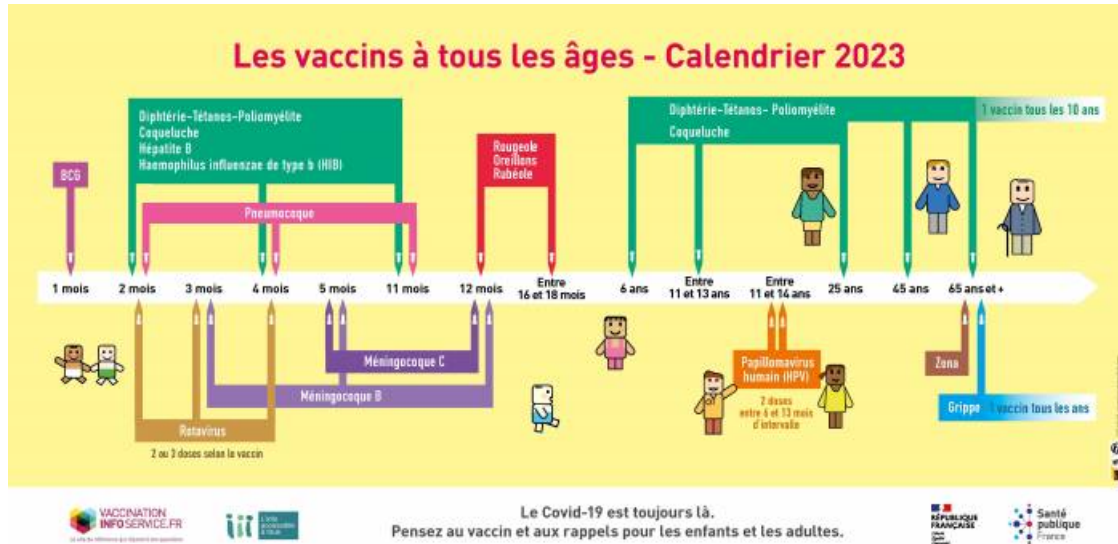 Les vaccins à tous les âges - Calendrier 2023
Diphtérie-Tétanos-Poliomyélite
Coqueluche
Hépatite B
Haemophilus influenzae de type b (HIB)
Rougeole
Oreillons
Rubéole
Diphtérie-Tétanos- Poliomyélite
Coqueluche
1 vaccin tous les 10 ans
BCG
Pneumocoque
1 mois
2 mois
3 mois
4 mois
5 mois
11 mois
12 mois
Entre
16 et 18 mois
6 ans
Entre
11 et 13 ans
Entre
11 et 14 ans
25 ans
45 ans
65 ans et +
Méningocoque C
Méningocoque B
Rotavirus
2 ou 3 doses selon le vaccin
Papillomavirus
humain (HPV)
2 doses
entre 6 et 13 mois
d'intervalle
Zona
Grippe
1 vaccin tous les ans
VACCINATION
INFO SERVICE.FR
Le Covid-19 est toujours là.
Pensez au vaccin et aux rappels pour les enfants et les adultes.
RÉPUBLIQUE
FRANÇAISE
Santé
publique
France